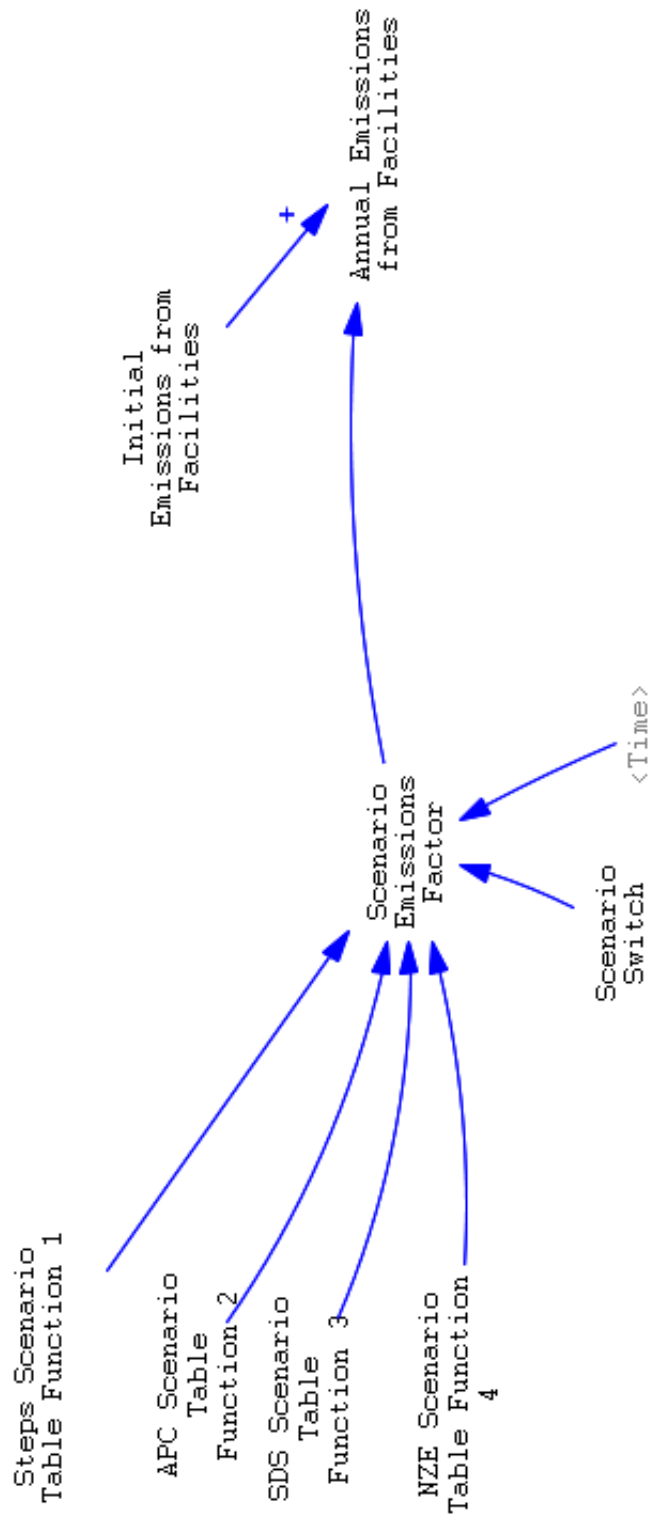 Steps Scenario
Table Function 1
APC Scenario
Table
Function 2
SDS Scenario
Table
Function 3
NZE Scenario
Table Function
4
Scenario
Emissions
Factor
Scenario
Switch
<Time>
Initial
Emissions from
Facilities
+
Annual Emissions
from Facilities